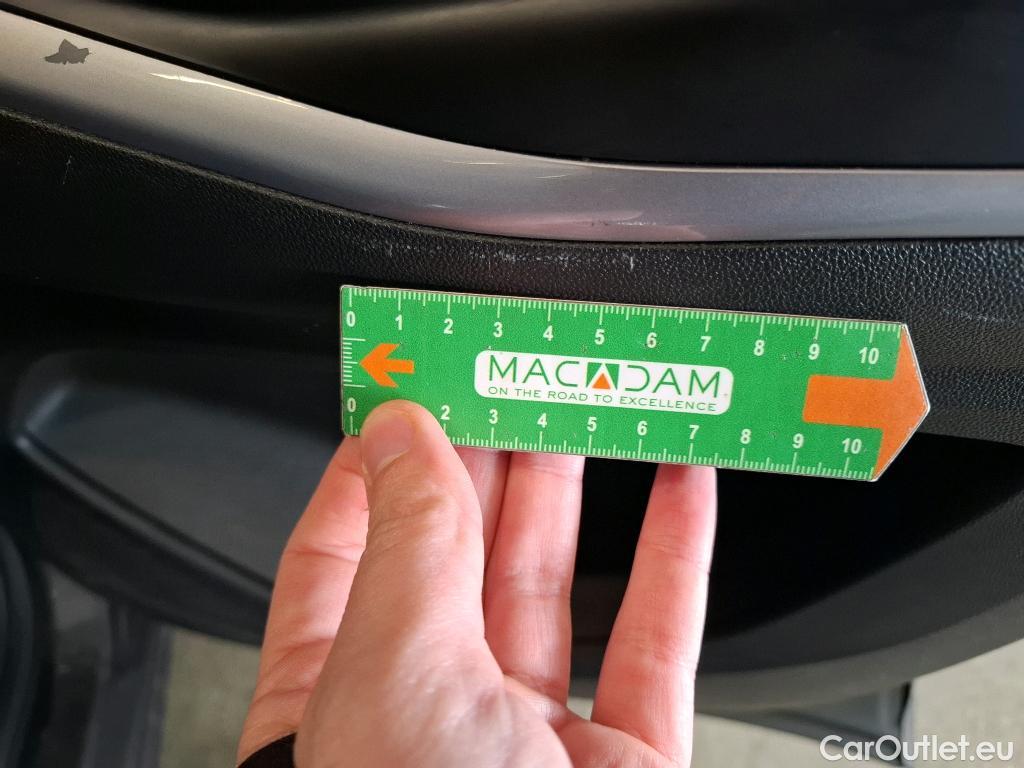 0 1 2 3 4 5 6 7 8 9 10
MACADAM
ON THE ROAD TO EXCELLENCE
0 2 3 4 5 6 7 8 9 10
CarOutlet.eu